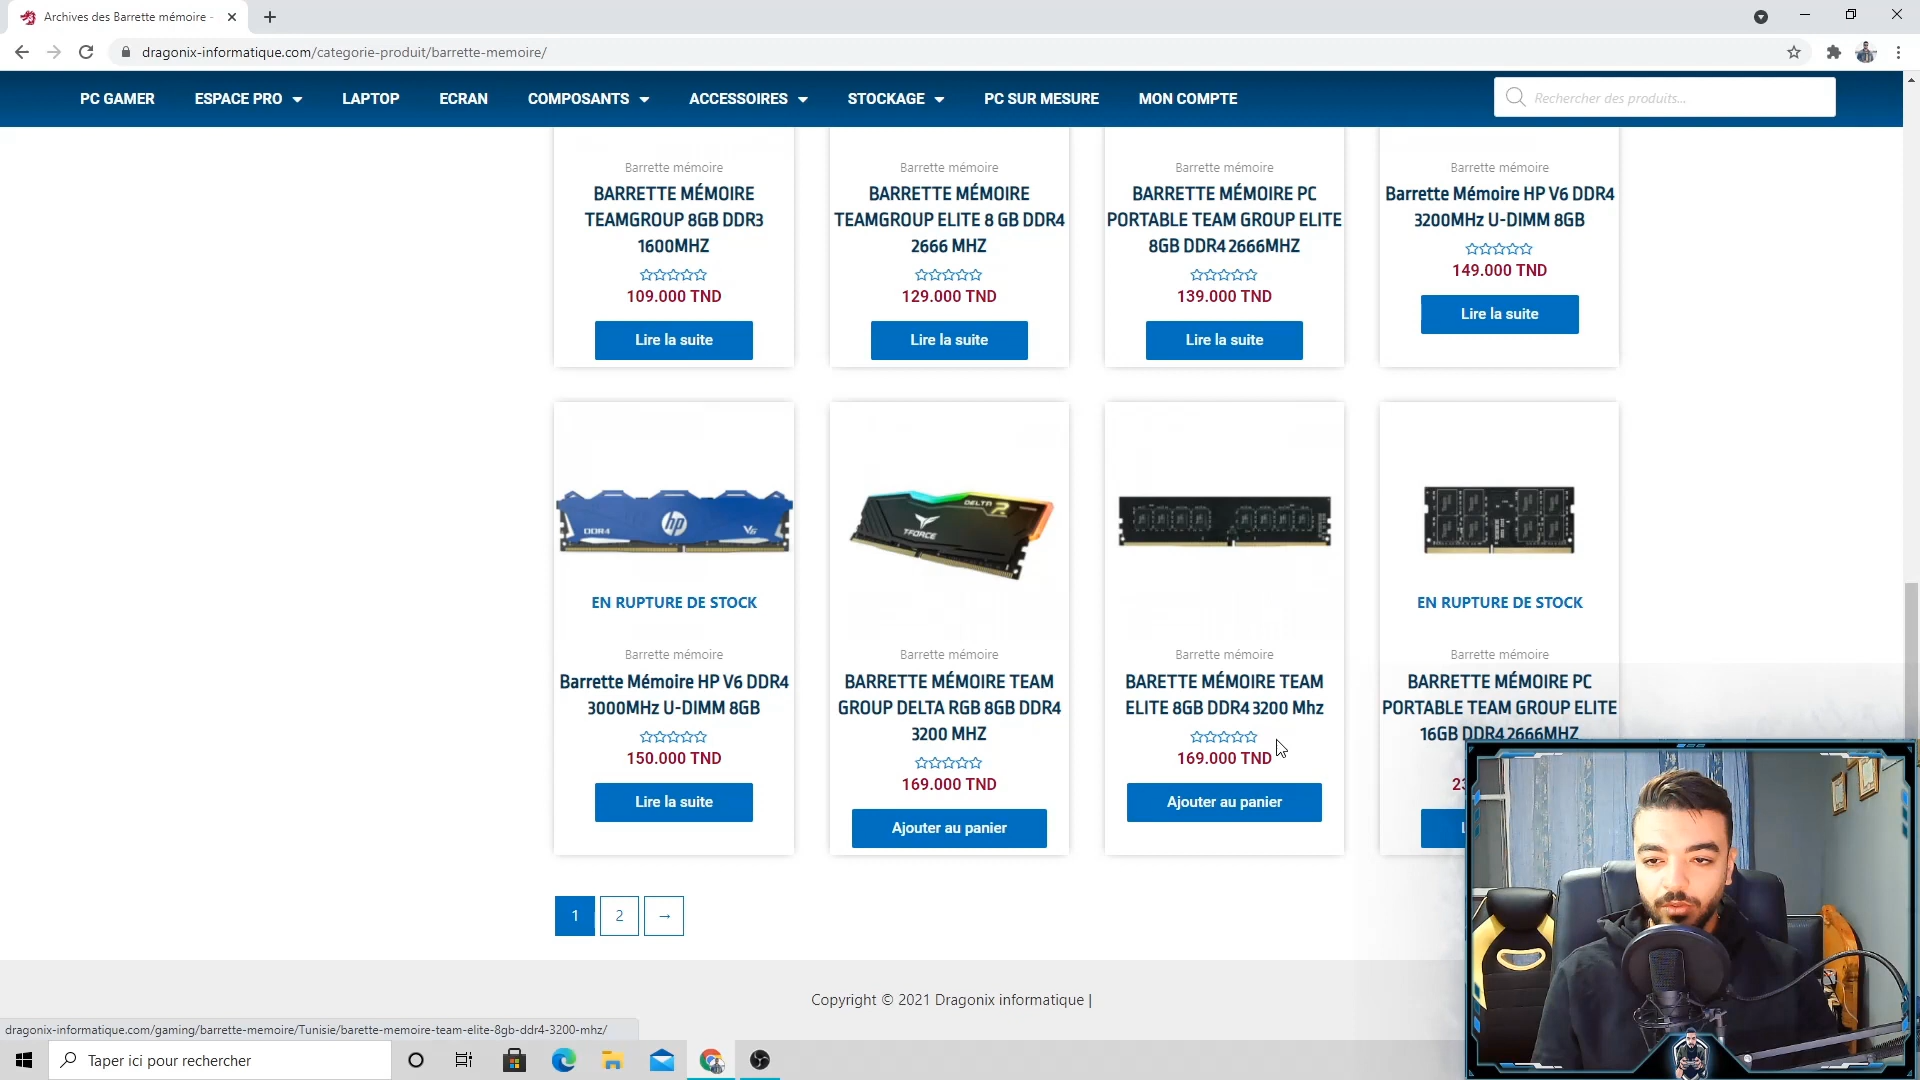 Archives des Barrette mémoire -
dragonix-informatique.com/categorie-produit/barrette-memoire/
PC GAMER ESPACE PRO LAPTOP ECRAN COMPOSANTS ACCESSOIRES STOCKAGE PC SUR MESURE MON COMPTE Rechercher des produits...
Barrette mémoire
BARRETTE MÉMOIRE
TEAMGROUP 8GB DDR3
1600MHZ
109.000 TND
Lire la suite
Barrette mémoire
BARRETTE MÉMOIRE
TEAMGROUP ELITE 8 GB DDR4
2666 MHZ
129.000 TND
Lire la suite
Barrette mémoire
BARRETTE MÉMOIRE PC
PORTABLE TEAM GROUP ELITE
8GB DDR4 2666MHZ
139.000 TND
Lire la suite
Barrette mémoire
Barrette Mémoire HP V6 DDR4
3200MHz U-DIMM 8GB
149.000 TND
Lire la suite
DDR4 hp V6
EN RUPTURE DE STOCK
Barrette mémoire
Barrette Mémoire HP V6 DDR4
3000MHz U-DIMM 8GB
150.000 TND
Lire la suite
TFORCE DELTA R
Barrette mémoire
BARRETTE MÉMOIRE TEAM
GROUP DELTA RGB 8GB DDR4
3200 MHZ
169.000 TND
Ajouter au panier
Barrette mémoire
BARETTE MÉMOIRE TEAM
ELITE 8GB DDR4 3200 Mhz
169.000 TND
Ajouter au panier
EN RUPTURE DE STOCK
Barrette mémoire
BARRETTE MÉMOIRE PC
PORTABLE TEAM GROUP ELITE
16GB DDR4 2666MHZ
1 2 →
Copyright © 2021 Dragonix informatique |
dragonix-informatique.com/gaming/barrette-memoire/Tunisie/barette-memoire-team-elite-8gb-ddr4-3200-mhz/
Taper ici pour rechercher